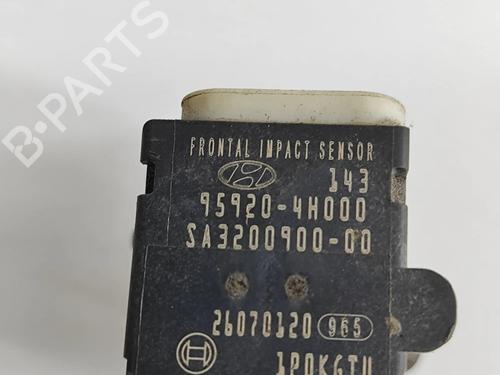 B-PARTS
FRONTAL IMPACT SENSOR
143
95920-4H000
SA3200900-00
26070120 965